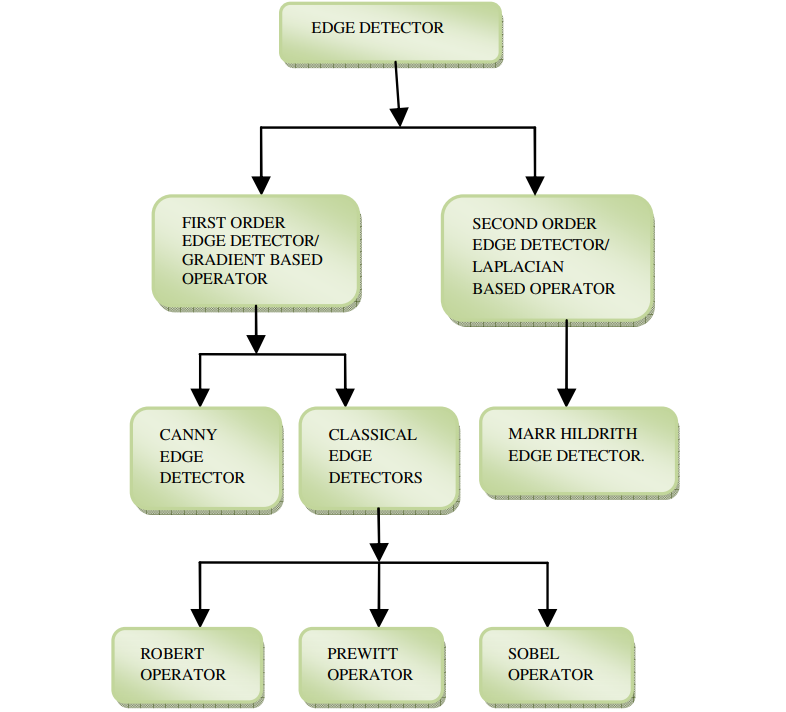 EDGE DETECTOR
FIRST ORDER
EDGE DETECTOR/
GRADIENT BASED
OPERATOR
SECOND ORDER
EDGE DETECTOR/
LAPLACIAN
BASED OPERATOR
CANNY
EDGE
DETECTOR
CLASSICAL
EDGE
DETECTORS
MARR HILDRITH
EDGE DETECTOR.
ROBERT
OPERATOR
PREWITT
OPERATOR
SOBEL
OPERATOR